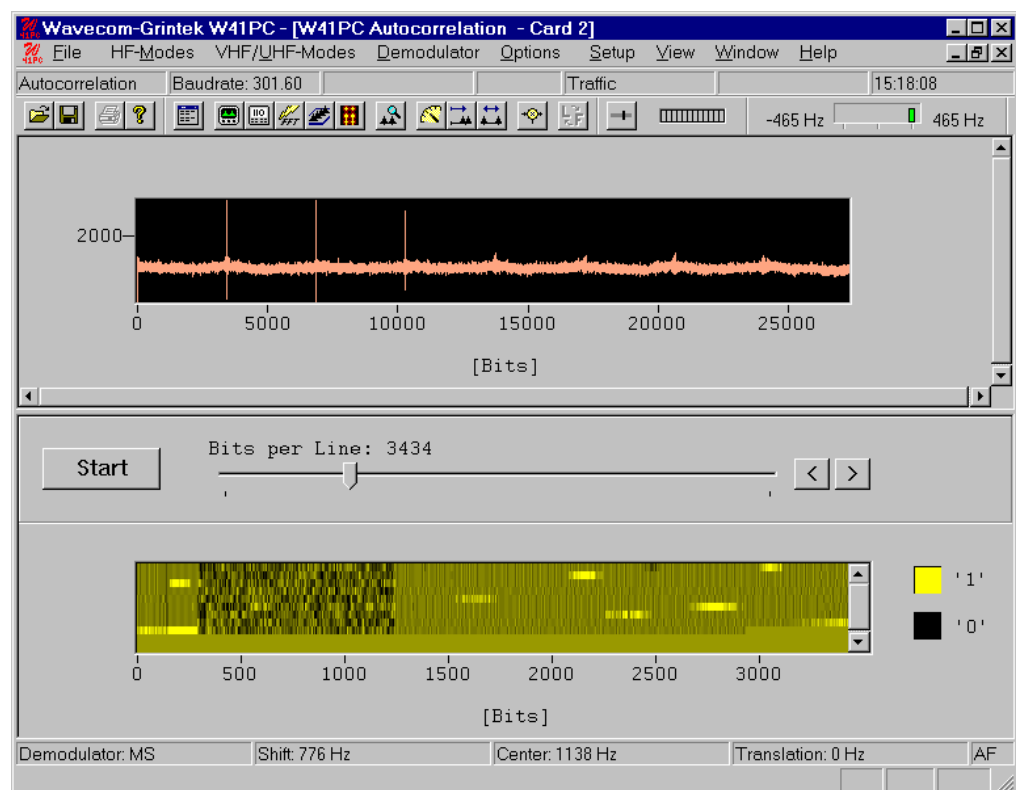 Wavecom-Grintek W41PC - [W41PC Autocorrelation - Card 2]
File HF-Modes VHF/UHF-Modes Demodulator Options Setup View Window Help
Autocorrelation Baudrate: 301.60 Traffic 15:18:08
-465 Hz 465 Hz
2000
0 5000 10000 15000 20000 25000
[Bits]
Bits per Line: 3434
Start < >
'1'
'0'
0 500 1000 1500 2000 2500 3000
[Bits]
Demodulator: MS Shift: 776 Hz Center: 1138 Hz Translation: 0 Hz AF